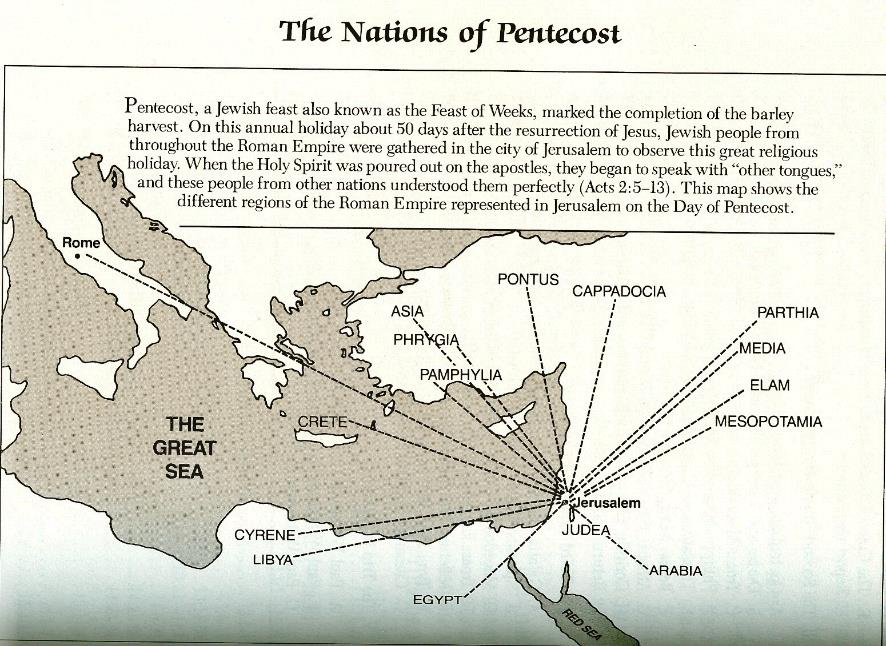 The Nations of Pentecost
Pentecost, a Jewish feast also known as the Feast of Weeks, marked the completion of the barley
harvest. On this annual holiday about 50 days after the resurrection of Jesus, Jewish people from
throughout the Roman Empire were gathered in the city of Jerusalem to observe this great religious
holiday. When the Holy Spirit was poured out on the apostles, they began to speak with “other tongues,”
and these people from other nations understood them perfectly (Acts 2:5–13). This map shows the
different regions of the Roman Empire represented in Jerusalem on the Day of Pentecost.
Rome
PONTUS
CAPPADOCIA
ASIA
PARTHIA
PHRYGIA
MEDIA
PAMPHYLIA
ELAM
CRETE
MESOPOTAMIA
THE
GREAT
SEA
Jerusalem
CYRENE
JUDEA
LIBYA
ARABIA
EGYPT
RED SEA